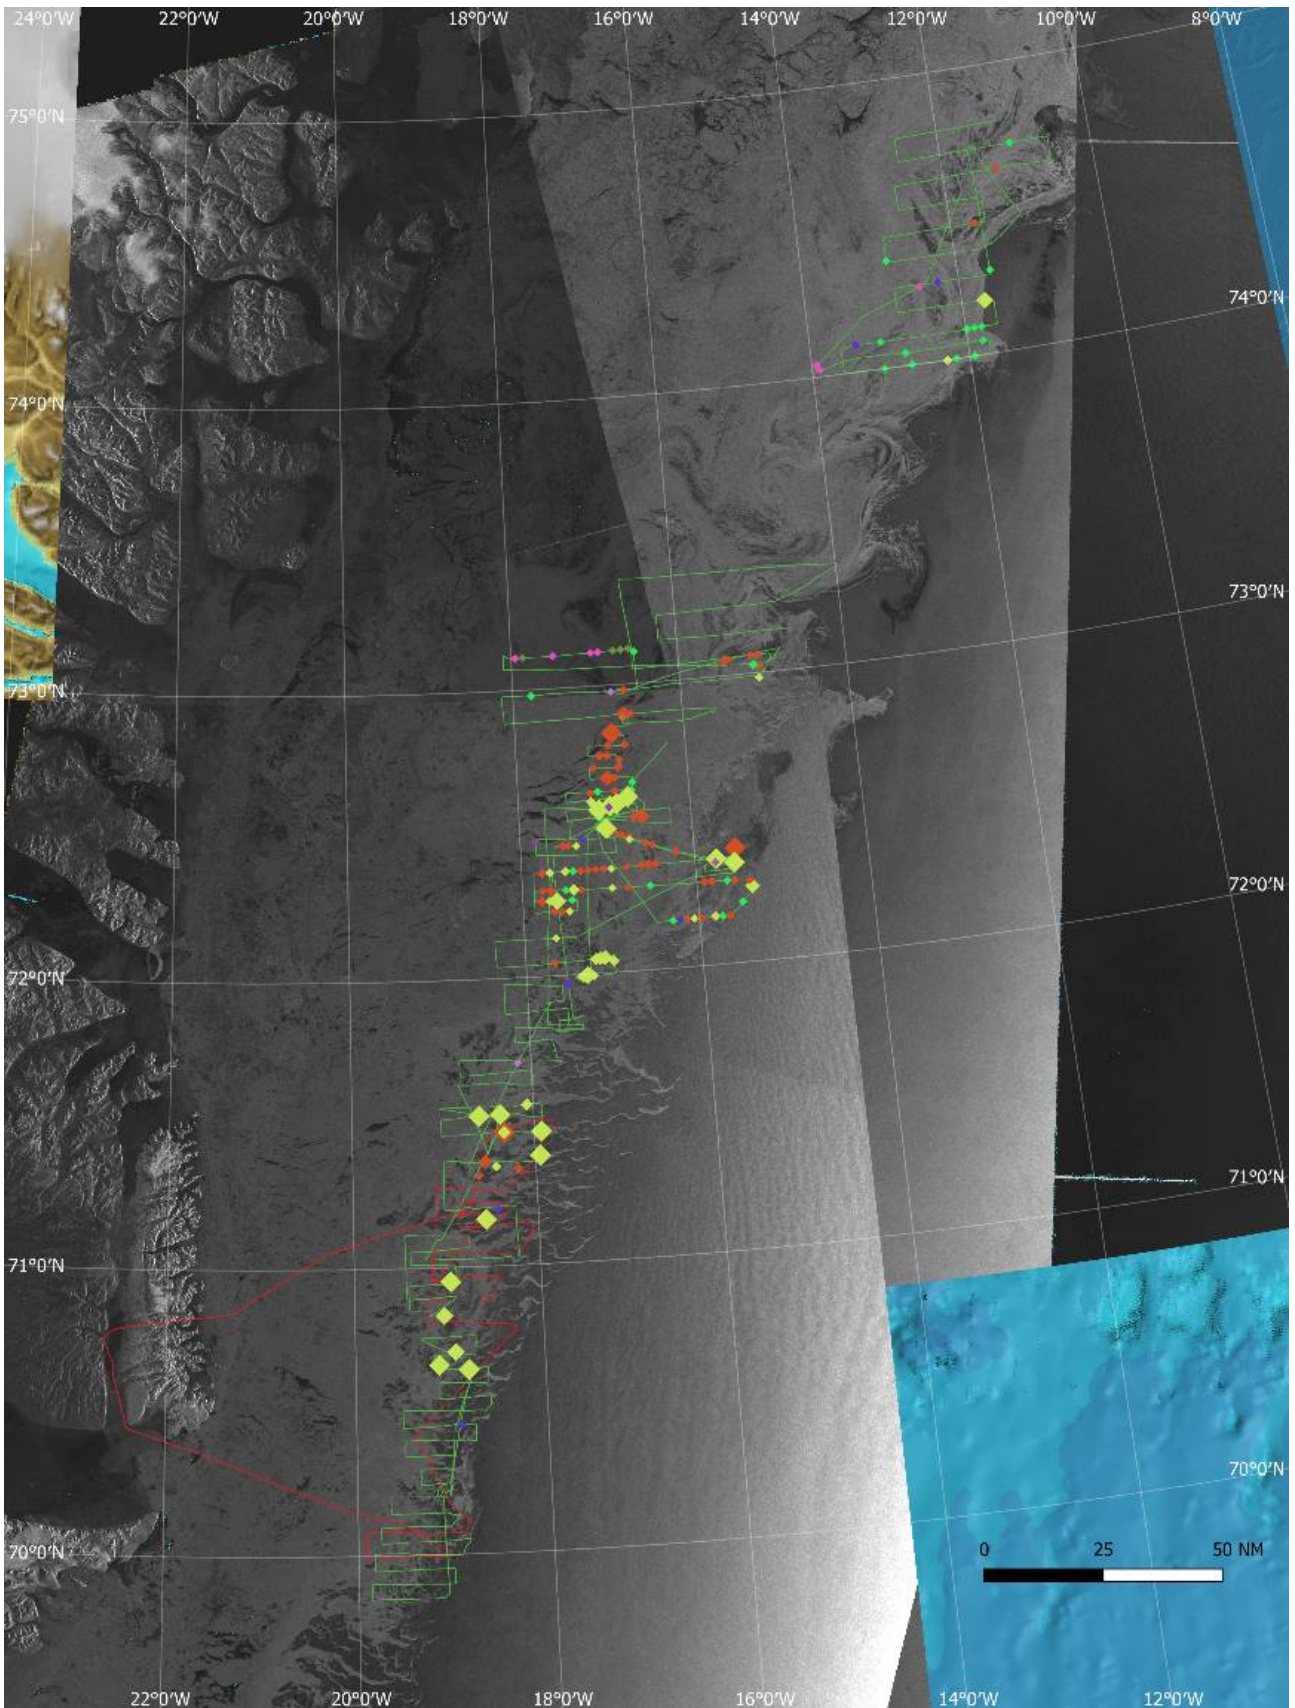 24°0′W 22°0′W 20°0′W 18°0′W 16°0′W 14°0′W 12°0′W 10°0′W 8°0′W
75°0′N
74°0′N
74°0′N
73°0′N
73°0′N
72°0′N
72°0′N
71°0′N
71°0′N
70°0′N
0 25 50 NM
70°0′N
22°0′W 20°0′W 18°0′W 16°0′W 14°0′W 12°0′W